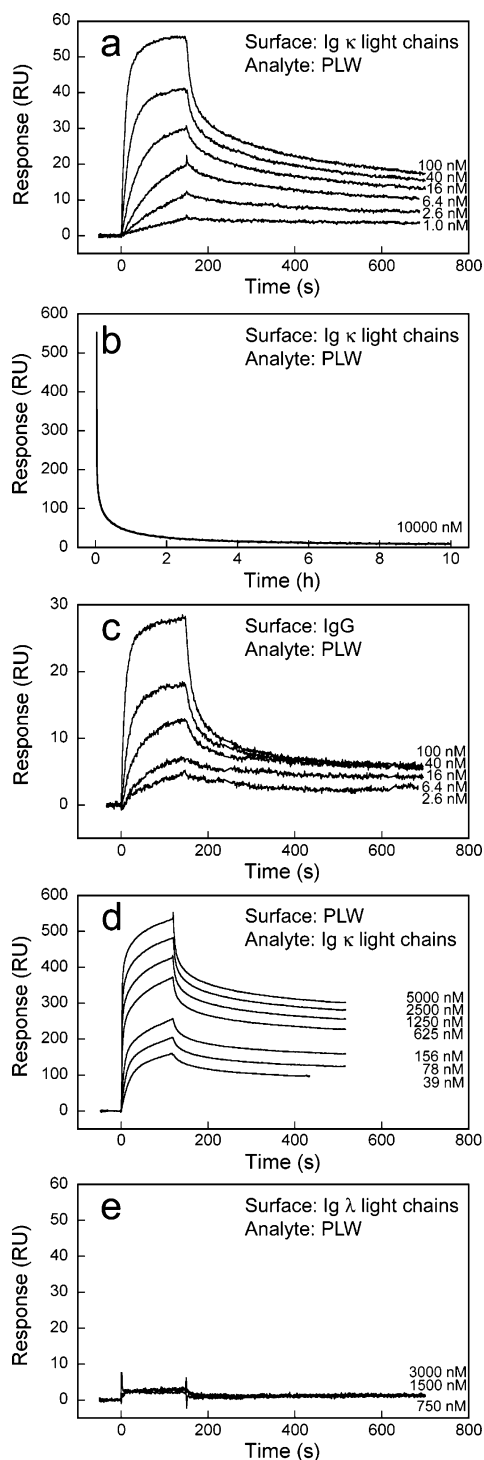 a
Surface: Ig κ light chains
Analyte: PLW
Response (RU)
60
50
40
30
20
10
0
100 nM
40 nM
16 nM
6.4 nM
2.6 nM
1.0 nM
0 200 400 600 800
Time (s)
b
Surface: Ig κ light chains
Analyte: PLW
Response (RU)
600
500
400
300
200
100
0
10000 nM
0 2 4 6 8 10
Time (h)
c
Surface: IgG
Analyte: PLW
Response (RU)
30
20
10
0
100 nM
40 nM
16 nM
6.4 nM
2.6 nM
0 200 400 600 800
Time (s)
d
Surface: PLW
Analyte: Ig κ light chains
Response (RU)
600
500
400
300
200
100
0
5000 nM
2500 nM
1250 nM
625 nM
156 nM
78 nM
39 nM
0 200 400 600 800
Time (s)
e
Surface: Ig λ light chains
Analyte: PLW
Response (RU)
60
50
40
30
20
10
0
3000 nM
1500 nM
750 nM
0 200 400 600 800
Time (s)